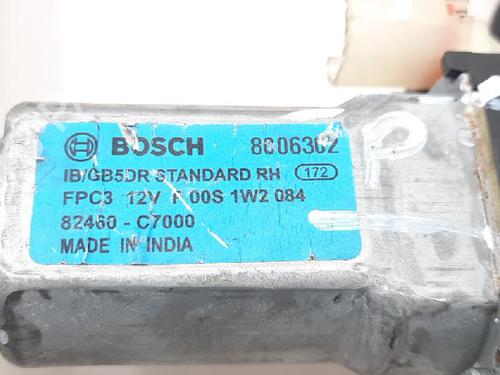 BOSCH 8006302
IB/GB5DR STANDARD RH 172
FPC3 12V F 00S 1W2 084
82460 - C7000
MADE IN INDIA
P